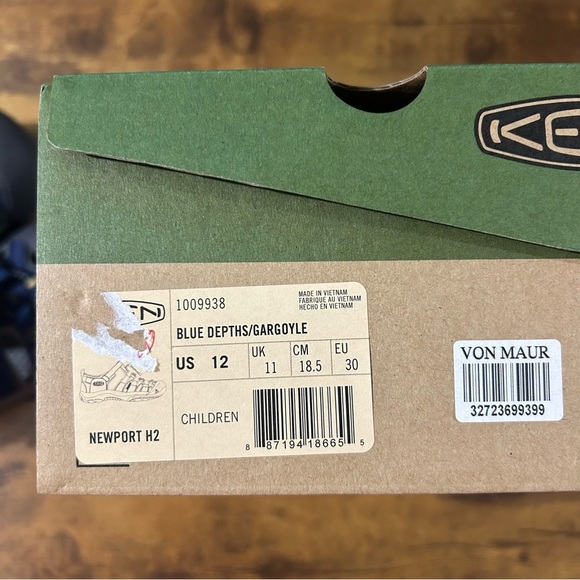 KEEN
1009938
MADE IN VIETNAM
FABRIQUE AU VIETNAM
HECHO EN VIETNAM
BLUE DEPTHS/GARGOYLE
US 12
UK 11
CM 18.5
EU 30
CHILDREN
NEWPORT H2
8 87194 18665 5
VON MAUR
32723699399